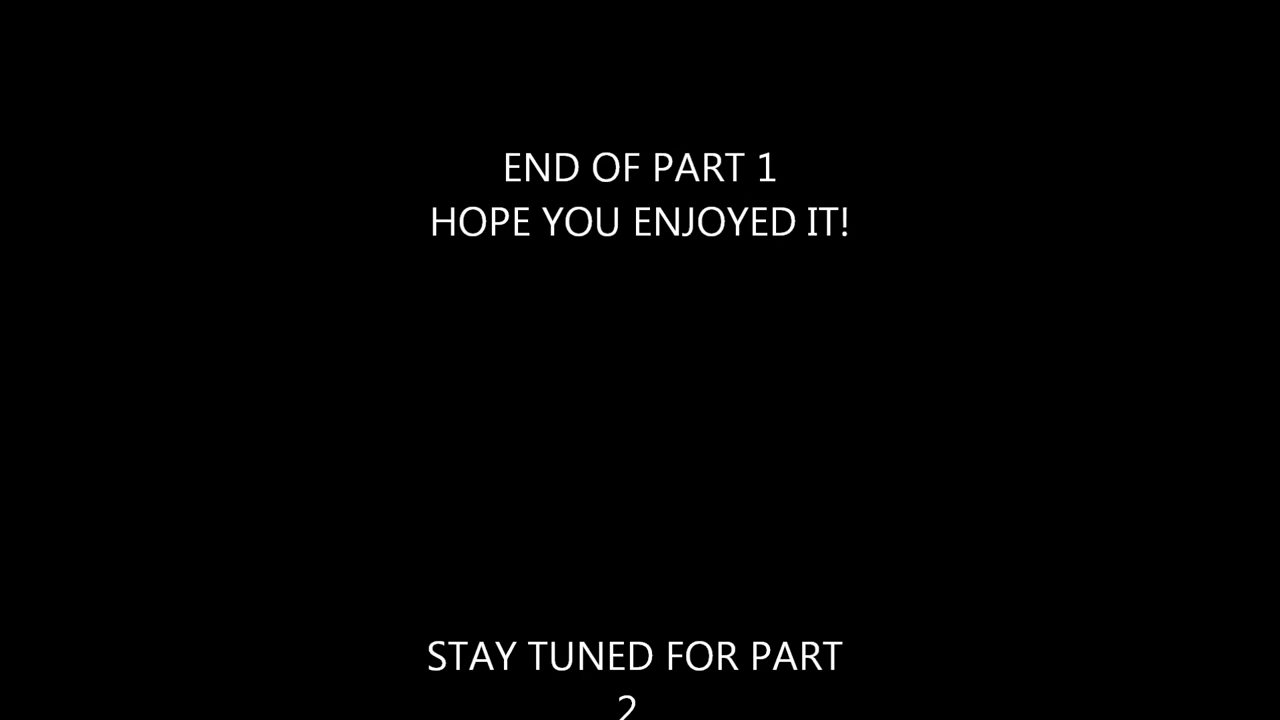 END OF PART 1
HOPE YOU ENJOYED IT!
STAY TUNED FOR PART
2